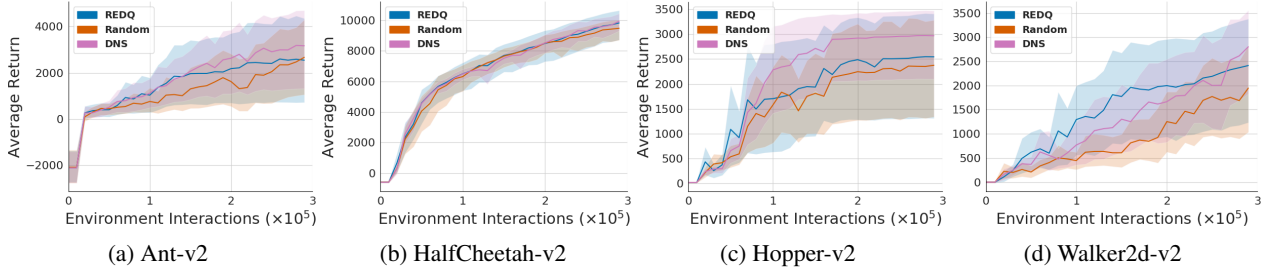 Average Return
4000
2000
0
−2000
REDQ
Random
DNS
0
1
2
3
Environment Interactions (×10⁵)
(a) Ant-v2
Average Return
10000
8000
6000
4000
2000
0
REDQ
Random
DNS
0
1
2
3
Environment Interactions (×10⁵)
(b) HalfCheetah-v2
Average Return
3500
3000
2500
2000
1500
1000
500
0
REDQ
Random
DNS
0
1
2
3
Environment Interactions (×10⁵)
(c) Hopper-v2
Average Return
3500
3000
2500
2000
1500
1000
500
0
REDQ
Random
DNS
0
1
2
3
Environment Interactions (×10⁵)
(d) Walker2d-v2